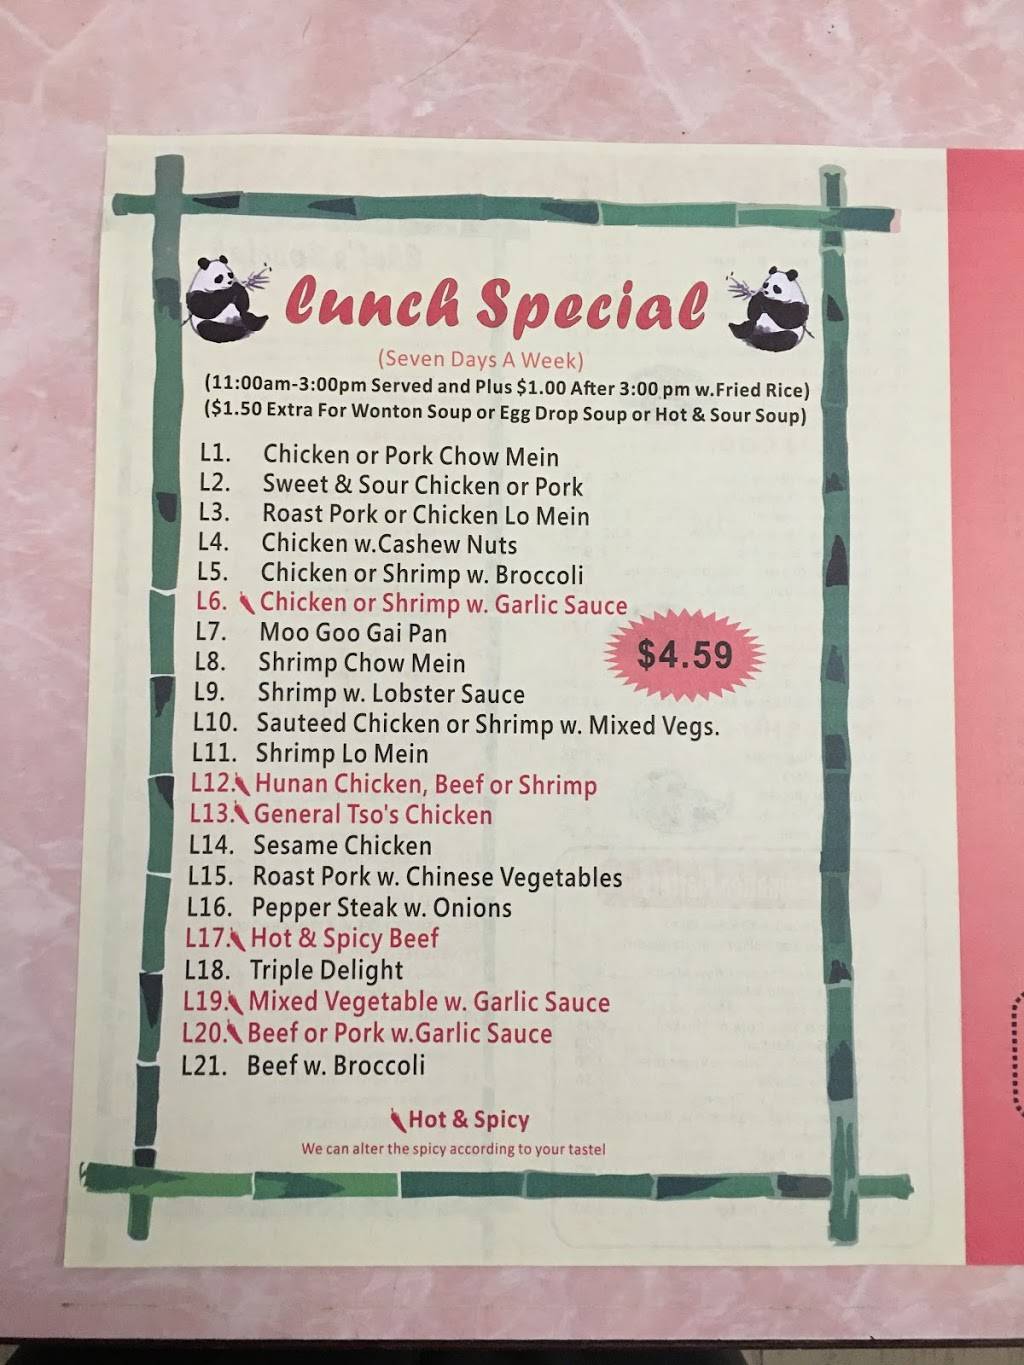 Lunch Special
(Seven Days A Week)
(11:00am-3:00pm Served and Plus $1.00 After 3:00 pm w.Fried Rice)
($1.50 Extra For Wonton Soup or Egg Drop Soup or Hot & Sour Soup)
L1. Chicken or Pork Chow Mein
L2. Sweet & Sour Chicken or Pork
L3. Roast Pork or Chicken Lo Mein
L4. Chicken w.Cashew Nuts
L5. Chicken or Shrimp w. Broccoli
L6. Chicken or Shrimp w. Garlic Sauce
L7. Moo Goo Gai Pan
$4.59
L8. Shrimp Chow Mein
L9. Shrimp w. Lobster Sauce
L10. Sauteed Chicken or Shrimp w. Mixed Vegs.
L11. Shrimp Lo Mein
L12. Hunan Chicken, Beef or Shrimp
L13. General Tso's Chicken
L14. Sesame Chicken
L15. Roast Pork w. Chinese Vegetables
L16. Pepper Steak w. Onions
L17. Hot & Spicy Beef
L18. Triple Delight
L19. Mixed Vegetable w. Garlic Sauce
L20. Beef or Pork w.Garlic Sauce
L21. Beef w. Broccoli
Hot & Spicy
We can alter the spicy according to your tastel